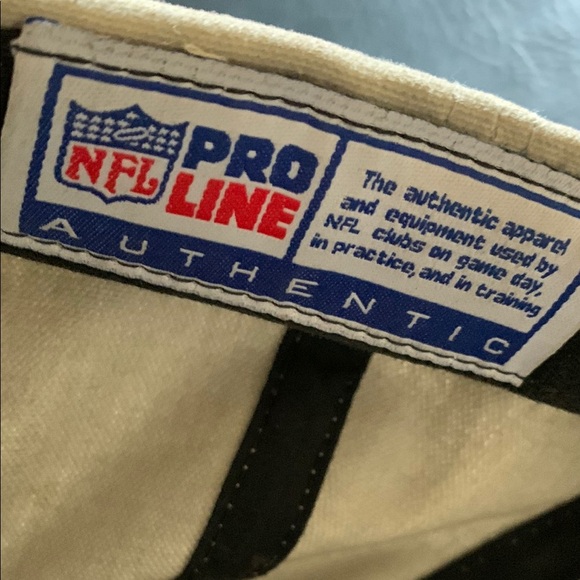 NFL
PRO
LINE
The authentic apparel
and equipment used by
NFL clubs on game day,
in practice, and in training
AUTHENTIC